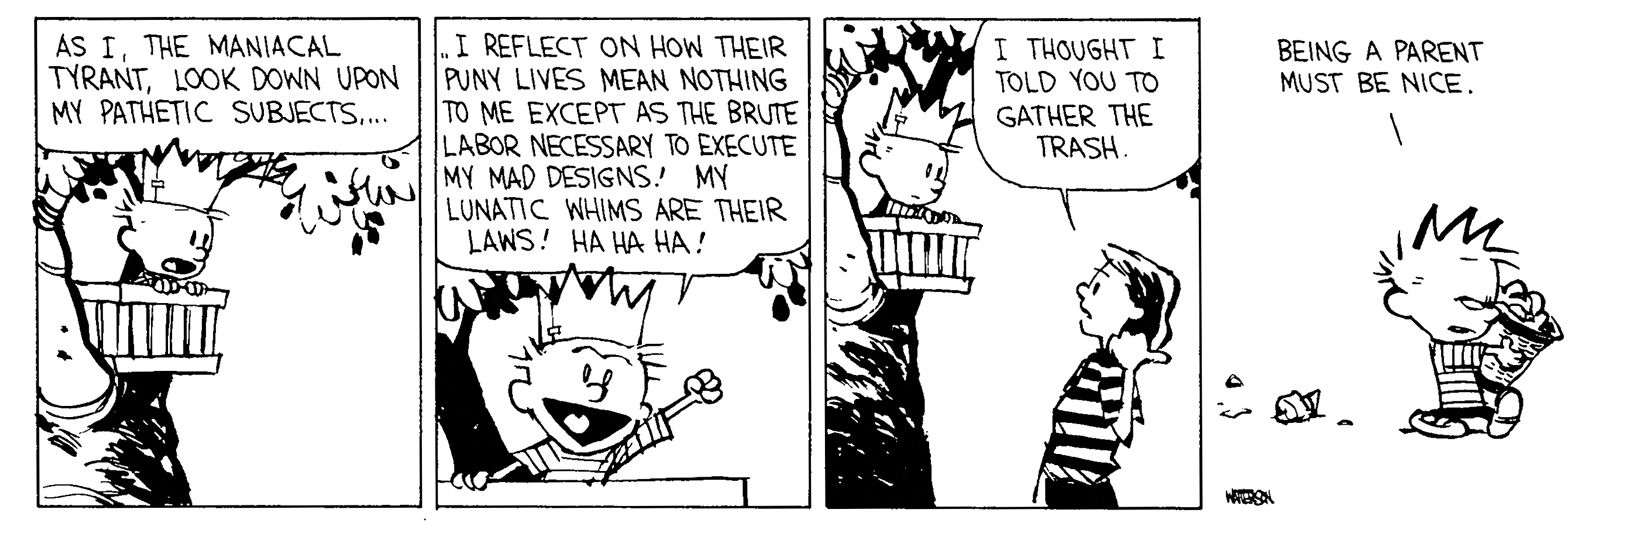 AS I, THE MANIACAL
TYRANT, LOOK DOWN UPON
MY PATHETIC SUBJECTS,...
..I REFLECT ON HOW THEIR
PUNY LIVES MEAN NOTHING
TO ME EXCEPT AS THE BRUTE
LABOR NECESSARY TO EXECUTE
MY MAD DESIGNS! MY
LUNATIC WHIMS ARE THEIR
LAWS! HA HA HA!
I THOUGHT I
TOLD YOU TO
GATHER THE
TRASH.
BEING A PARENT
MUST BE NICE.
WATTERSON